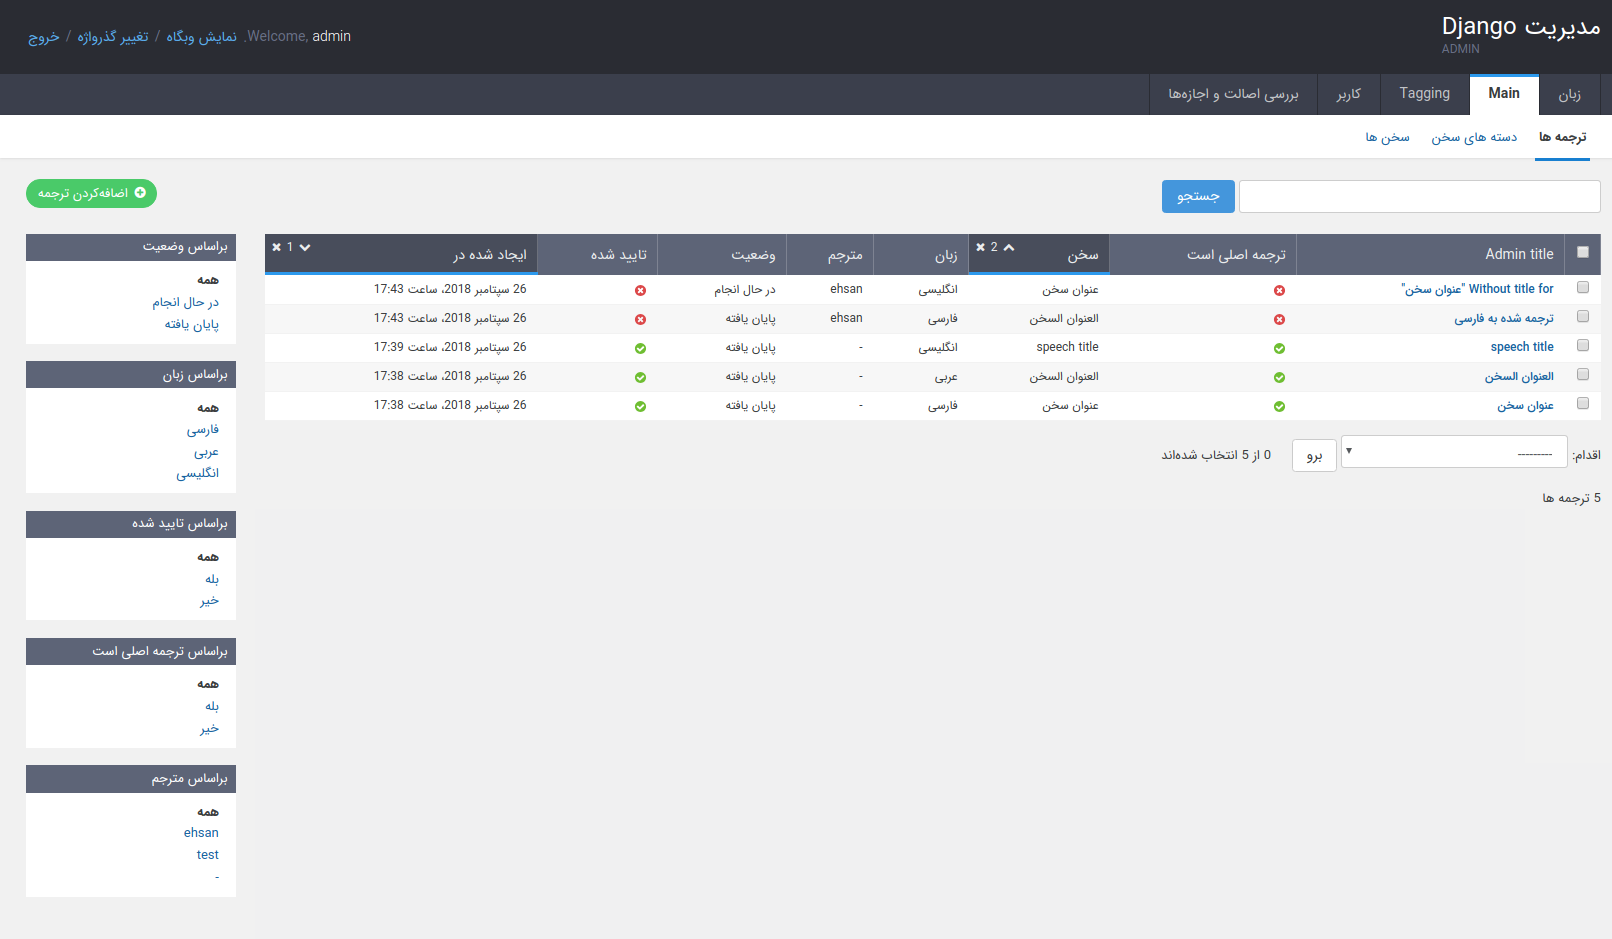 مدیریت Django
ADMIN
Welcome, admin. نمایش وبگاه / تغییر گذرواژه / خروج
زبان
Main
Tagging
کاربر
بررسی اصالت و اجازه‌ها
ترجمه ها
دسته های سخن
سخن ها
جستجو
اضافه‌کردن ترجمه
Admin title ترجمه اصلی است سخن 2 زبان مترجم وضعیت تایید شده ایجاد شده در 1
Without title for "عنوان سخن" عنوان سخن انگلیسی ehsan در حال انجام 26 سپتامبر 2018، ساعت 17:43
ترجمه شده به فارسی العنوان السخن فارسی ehsan پایان یافته 26 سپتامبر 2018، ساعت 17:43
speech title speech title انگلیسی - پایان یافته 26 سپتامبر 2018، ساعت 17:39
العنوان السخن العنوان السخن عربی - پایان یافته 26 سپتامبر 2018، ساعت 17:38
عنوان سخن عنوان سخن فارسی - پایان یافته 26 سپتامبر 2018، ساعت 17:38
اقدام: --------- برو 0 از 5 انتخاب شده‌اند
5 ترجمه ها
براساس وضعیت
همه
در حال انجام
پایان یافته
براساس زبان
همه
فارسی
عربی
انگلیسی
براساس تایید شده
همه
بله
خیر
براساس ترجمه اصلی است
همه
بله
خیر
براساس مترجم
همه
ehsan
test
-